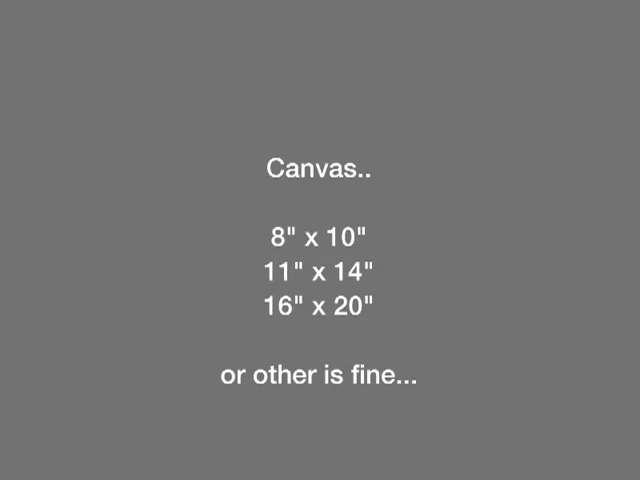 Canvas..
8" x 10"
11" x 14"
16" x 20"
or other is fine...